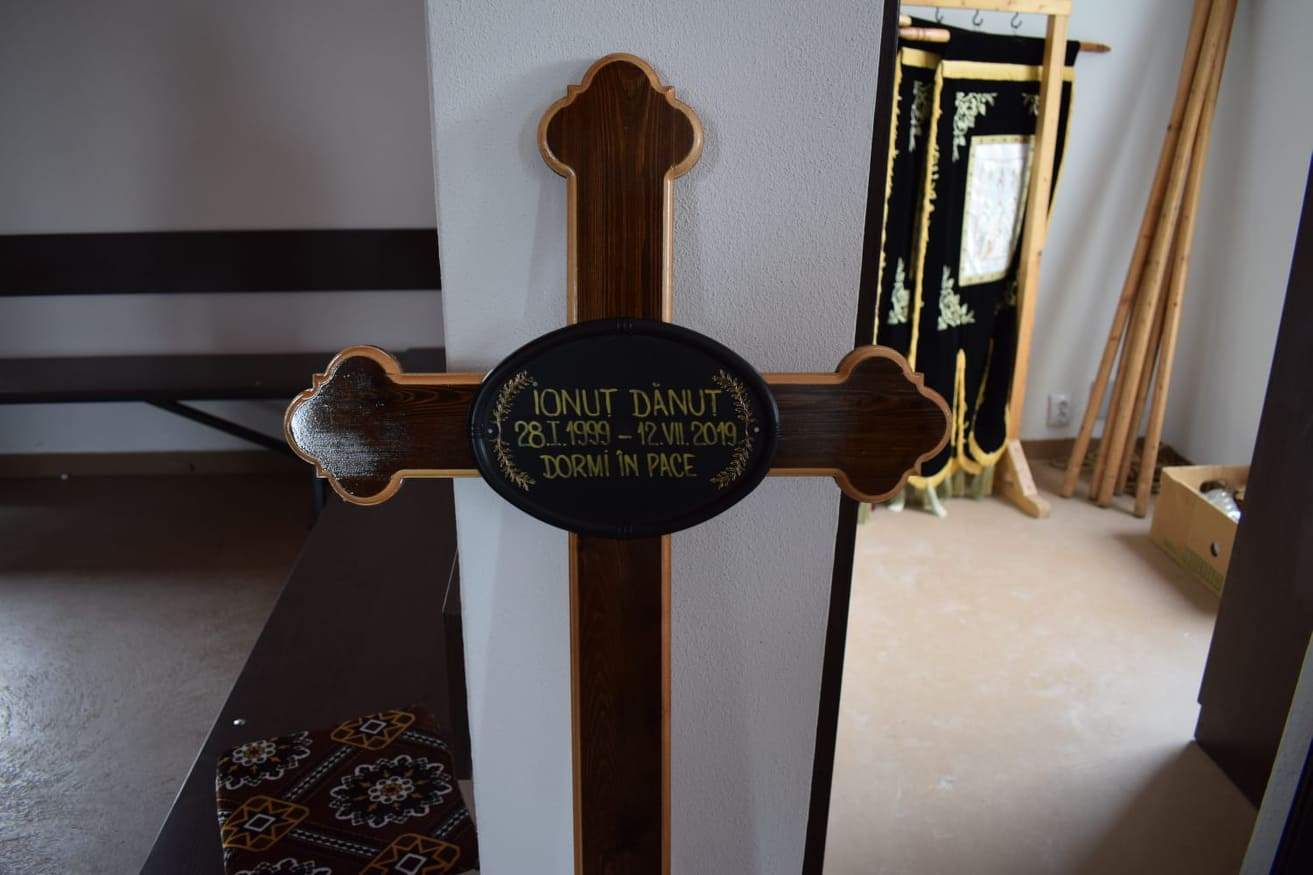 IONUȚ DĂNUȚ
28.I.1999 – 12.VII.2019
DORMI ÎN PACE